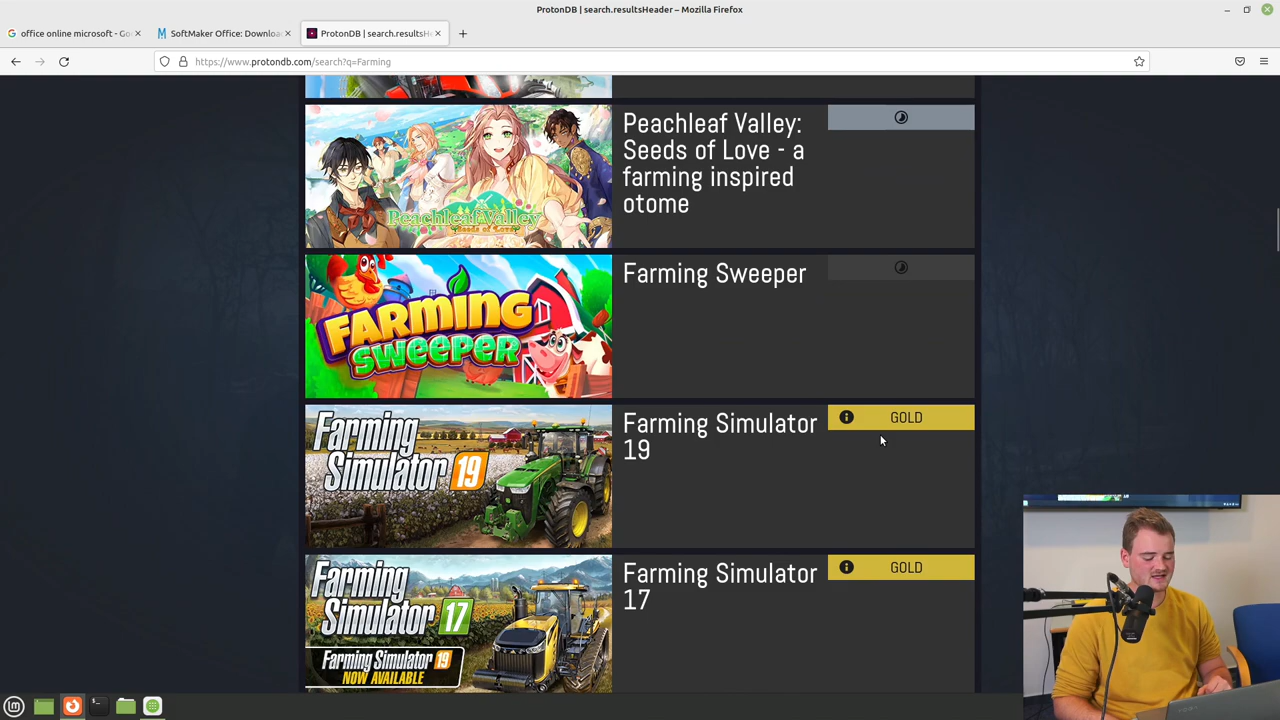 ProtonDB | search.resultsHeader – Mozilla Firefox
office online microsoft - Goo
SoftMaker Office: Downloa
ProtonDB | search.resultsHe
https://www.protondb.com/search?q=Farming
Peachleaf Valley
Seeds of Love
Peachleaf Valley:
Seeds of Love - a
farming inspired
otome
FARMING
SWEEPER
Farming Sweeper
Farming
Simulator 19
Farming Simulator
19
GOLD
Farming
Simulator 17
FARMING SIMULATOR 19
NOW AVAILABLE
Farming Simulator
17
GOLD